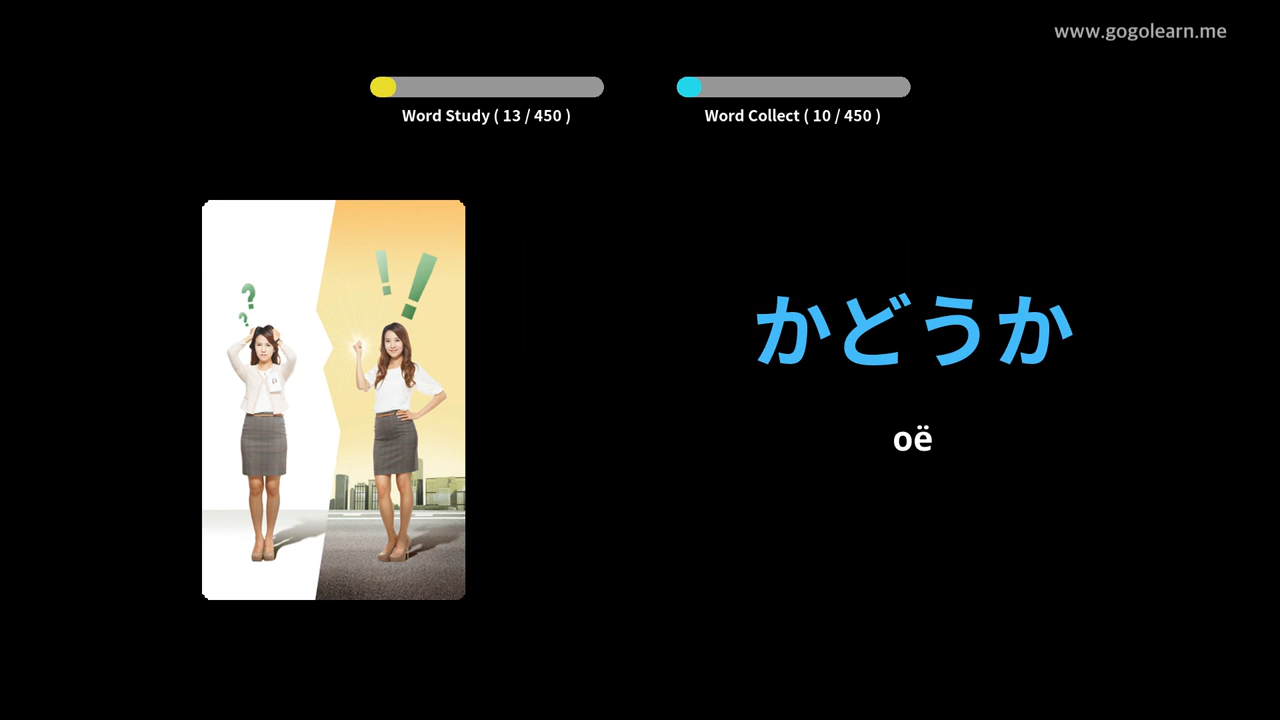 www.gogolearn.me
Word Study ( 13 / 450 )
Word Collect ( 10 / 450 )
? ? ! !
かどうか
oë